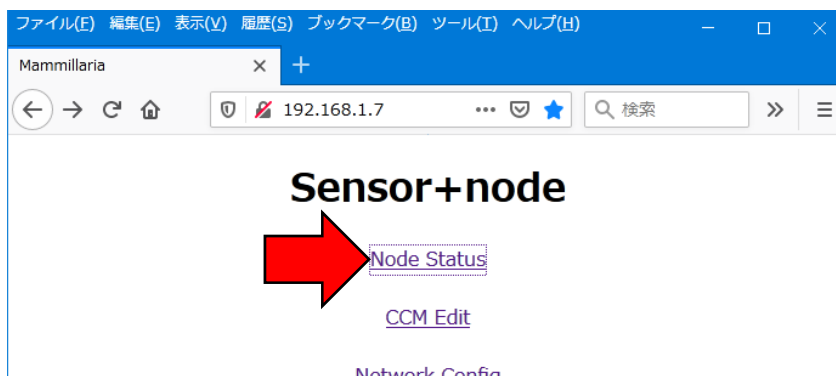 ファイル(F) 編集(E) 表示(V) 履歴(S) ブックマーク(B) ツール(T) ヘルプ(H)
Mammillaria
192.168.1.7 検索
Sensor+node
Node Status
CCM Edit
Network Config